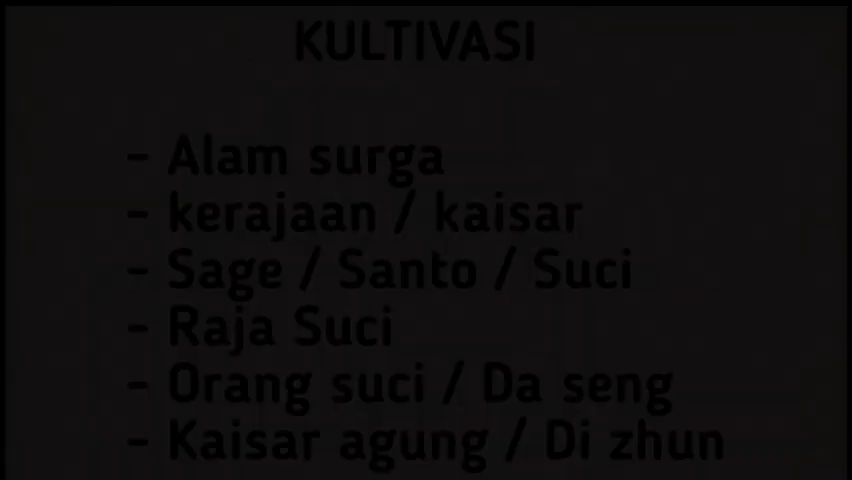 KULTIVASI
- Alam surga
- kerajaan / kaisar
- Sage / Santo / Suci
- Raja Suci
- Orang suci / Da seng
- Kaisar agung / Di zhun